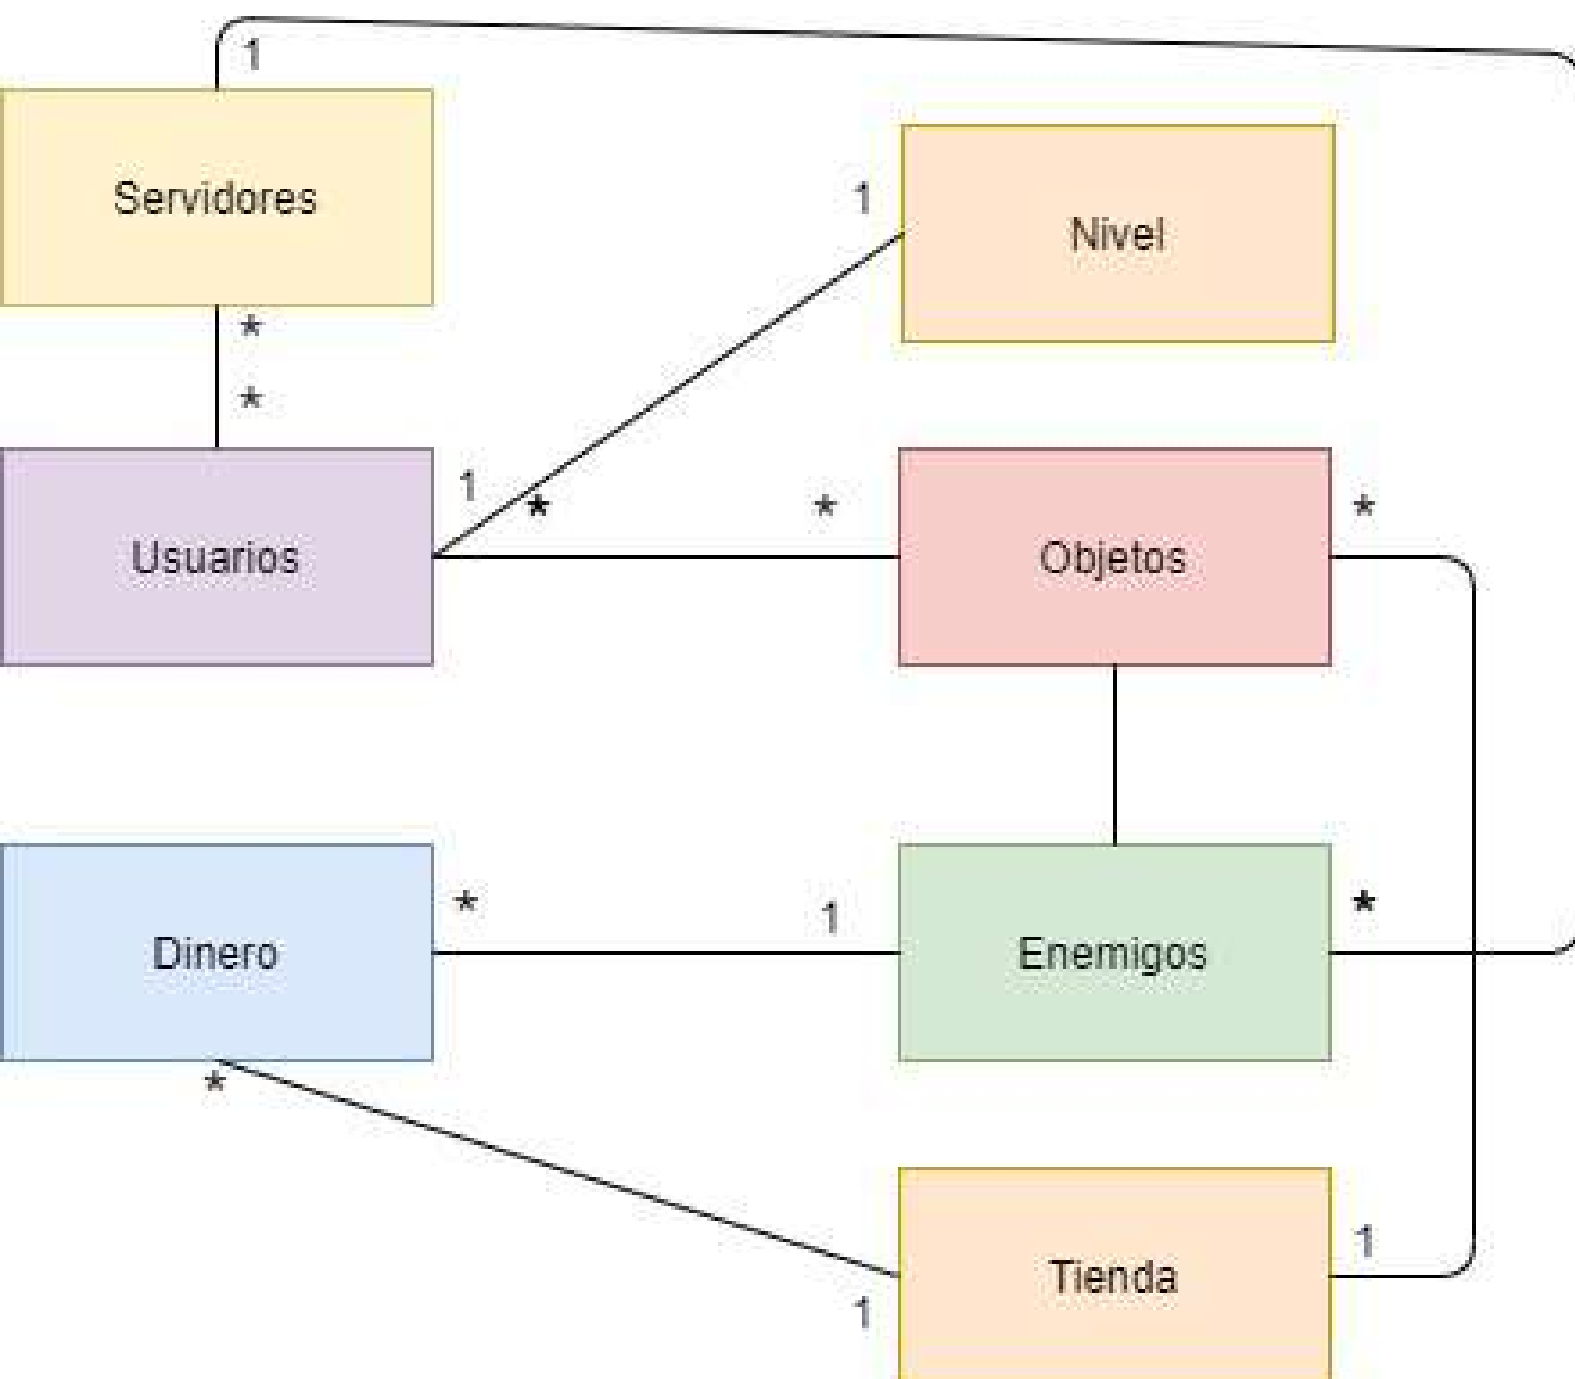 1
Servidores
1
Nivel
*
*
1
*
*
*
Usuarios
Objetos
*
1
*
Dinero
Enemigos
*
1
Tienda
1